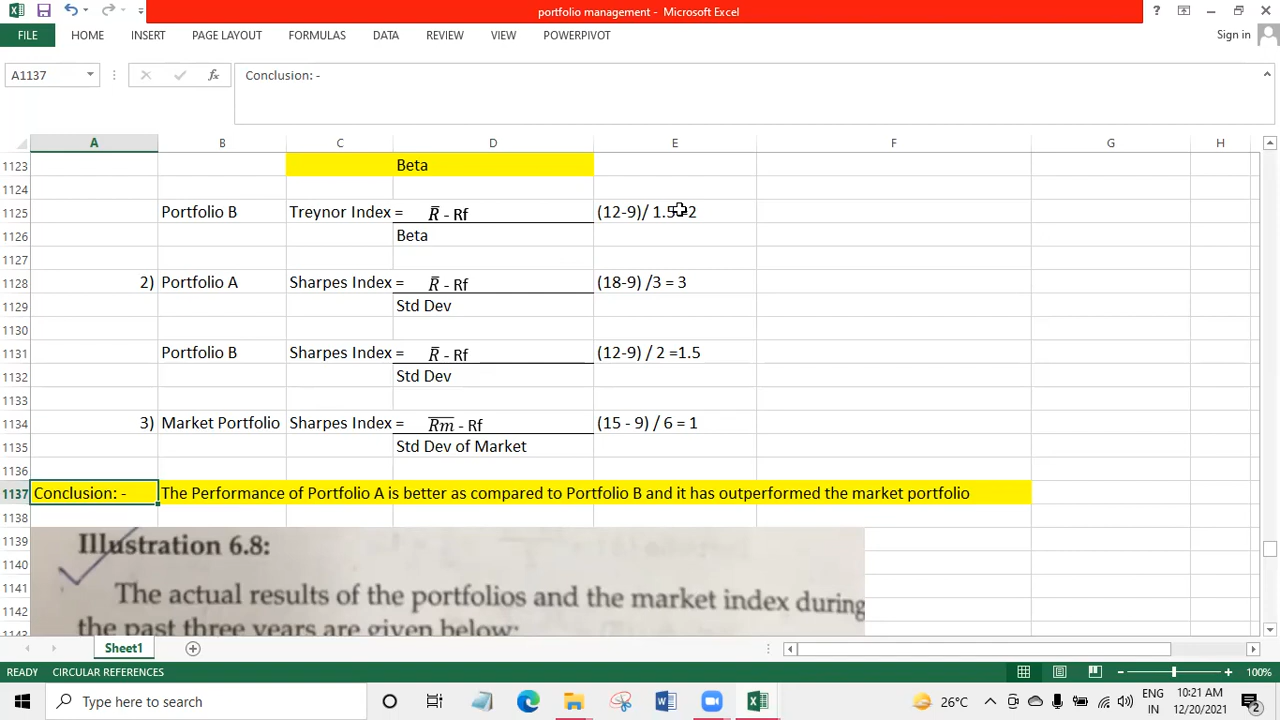 portfolio management - Microsoft Excel
?
FILE HOME INSERT PAGE LAYOUT FORMULAS DATA REVIEW VIEW POWERPIVOT Sign in
A1137 fx Conclusion: -
A B C D E F G H
1123 Beta
1124
1125 Portfolio B Treynor Index = R̅ - Rf (12-9)/ 1.5 2
1126 Beta
1127
1128 2) Portfolio A Sharpes Index = R̅ - Rf (18-9) /3 = 3
1129 Std Dev
1130
1131 Portfolio B Sharpes Index = R̅ - Rf (12-9) / 2 =1.5
1132 Std Dev
1133
1134 3) Market Portfolio Sharpes Index = R̅m̅ - Rf (15 - 9) / 6 = 1
1135 Std Dev of Market
1136
1137 Conclusion: - The Performance of Portfolio A is better as compared to Portfolio B and it has outperformed the market portfolio
1138
1139 Illustration 6.8:
1140
1141 The actual results of the portfolios and the market index during
1142 the past three years are given below:
1143
Sheet1
READY CIRCULAR REFERENCES 100%
Type here to search 26°C ENG 10:21 AM
IN 12/20/2021 2